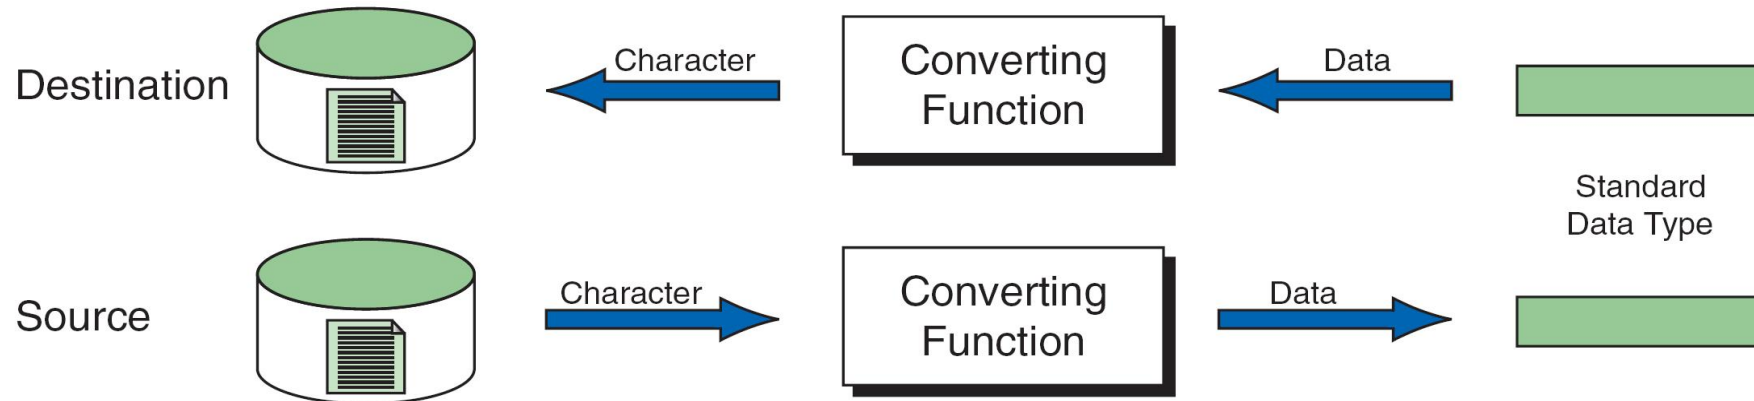 Destination
Character
Converting
Function
Data
Standard
Data Type
Source
Character
Converting
Function
Data